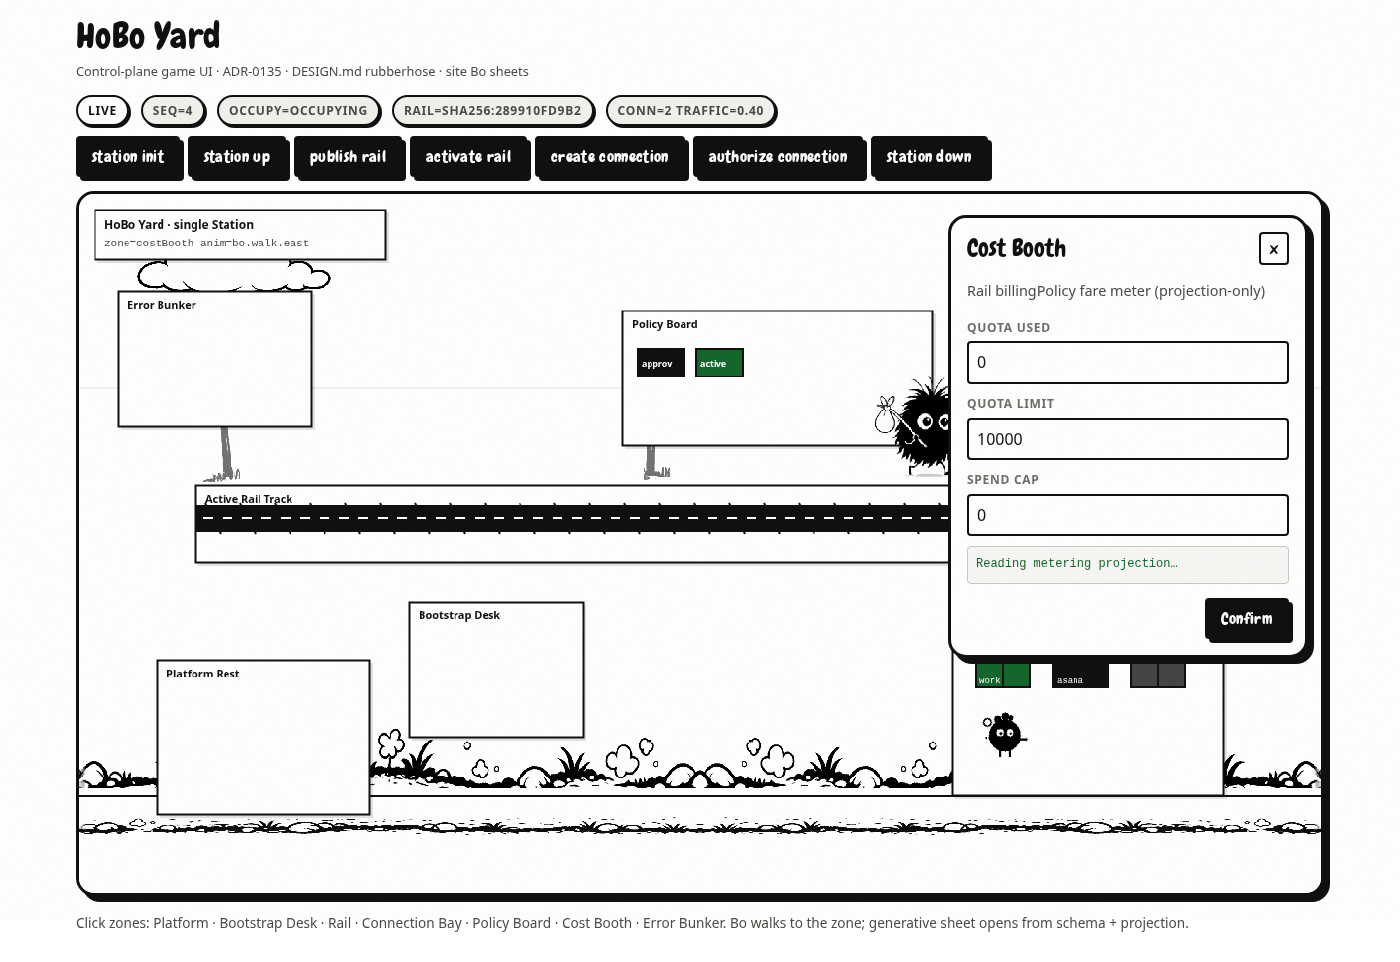 HoBo Yard
Control-plane game UI · ADR-0135 · DESIGN.md rubberhose · site Bo sheets
LIVE
SEQ=4
OCCUPY=OCCUPYING
RAIL=SHA256:289910FD9B2
CONN=2 TRAFFIC=0.40
station init
station up
publish rail
activate rail
create connection
authorize connection
station down
HoBo Yard · single Station
zone=costBooth anim=bo.walk.east
Error Bunker
Policy Board
approv
active
Active Rail Track
Bootstrap Desk
Platform Rest
work
asana
Cost Booth
x
Rail billingPolicy fare meter (projection-only)
QUOTA USED
0
QUOTA LIMIT
10000
SPEND CAP
0
Reading metering projection…
Confirm
Click zones: Platform · Bootstrap Desk · Rail · Connection Bay · Policy Board · Cost Booth · Error Bunker. Bo walks to the zone; generative sheet opens from schema + projection.